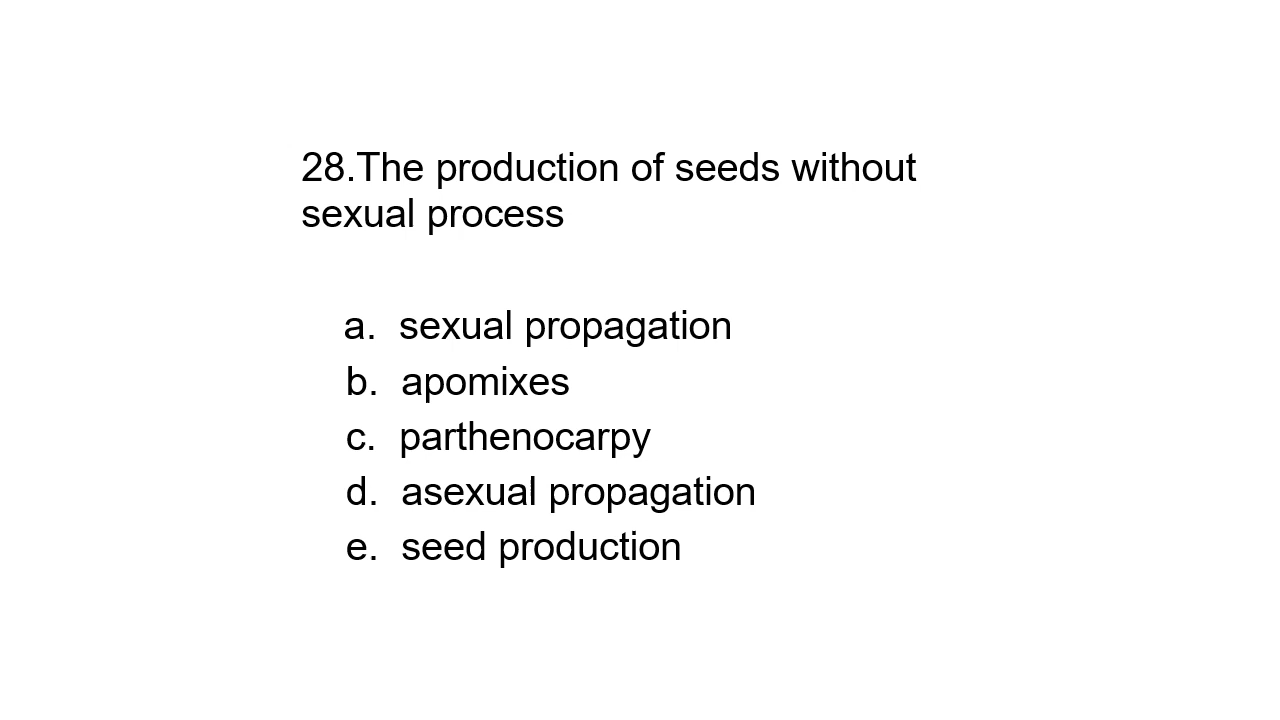 28.The production of seeds without
sexual process
a. sexual propagation
b. apomixes
c. parthenocarpy
d. asexual propagation
e. seed production